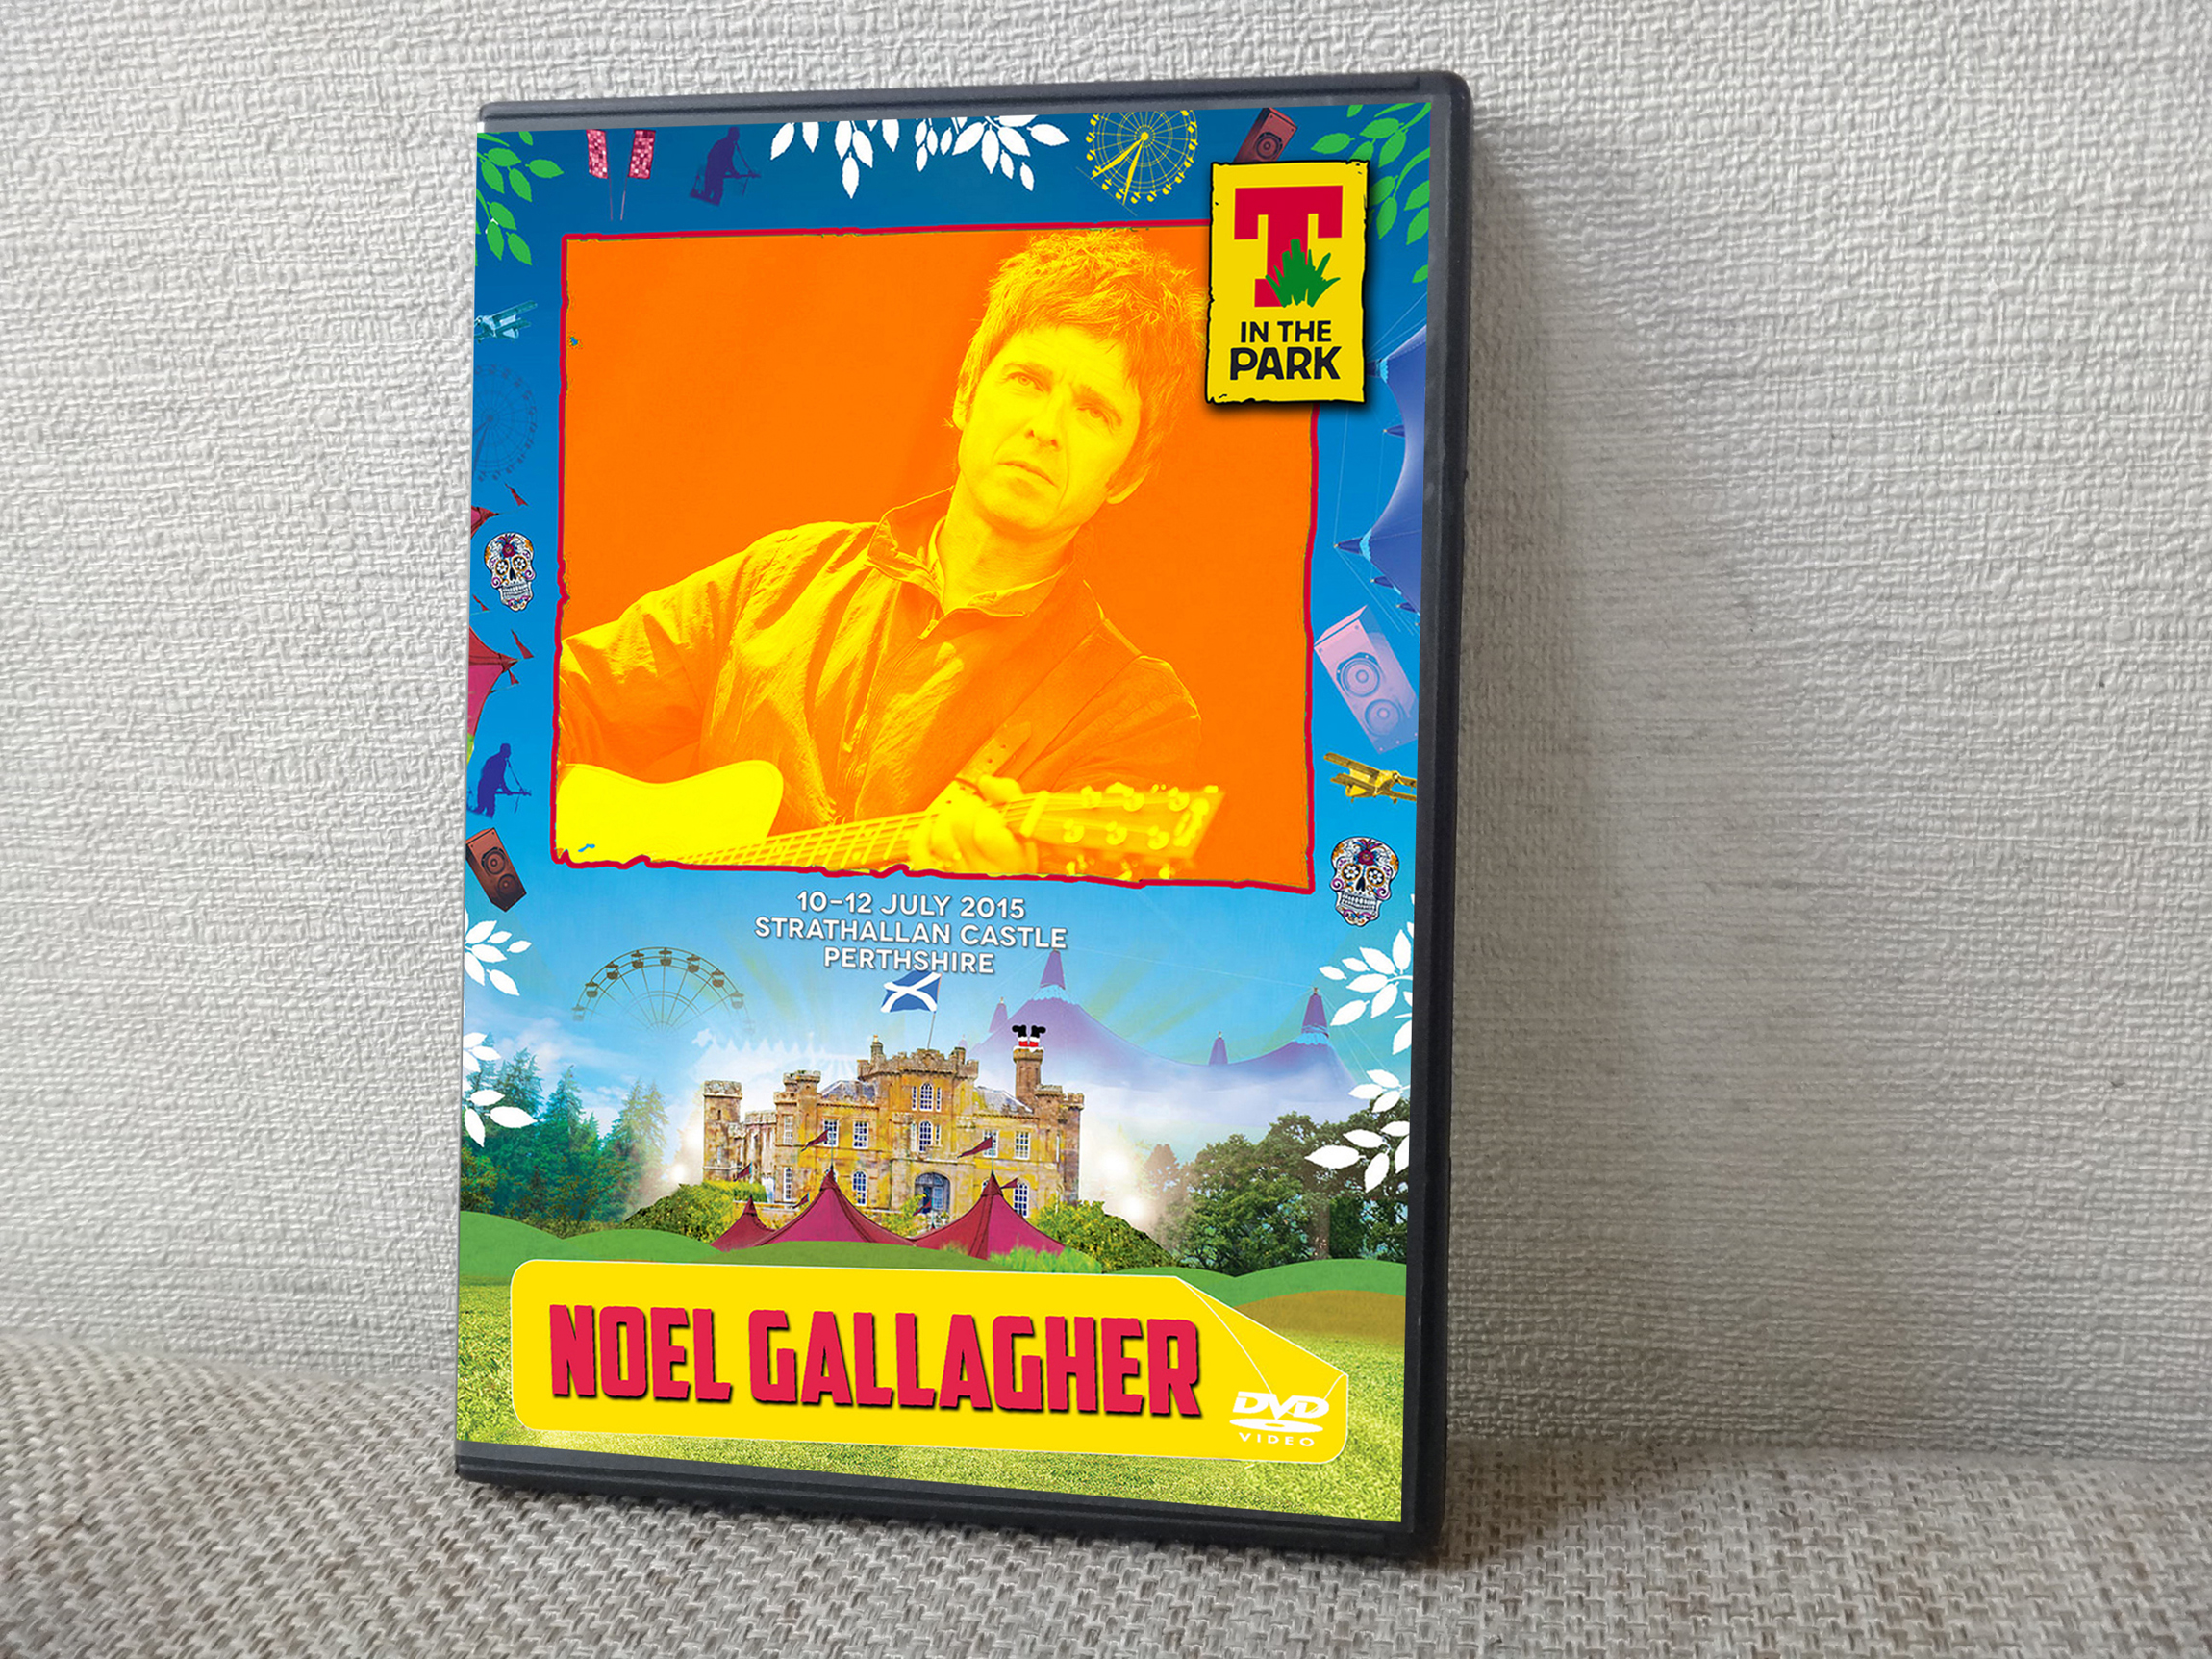 T
IN THE
PARK
10-12 JULY 2015
STRATHALLAN CASTLE
PERTHSHIRE
NOEL GALLAGHER
DVD
VIDEO